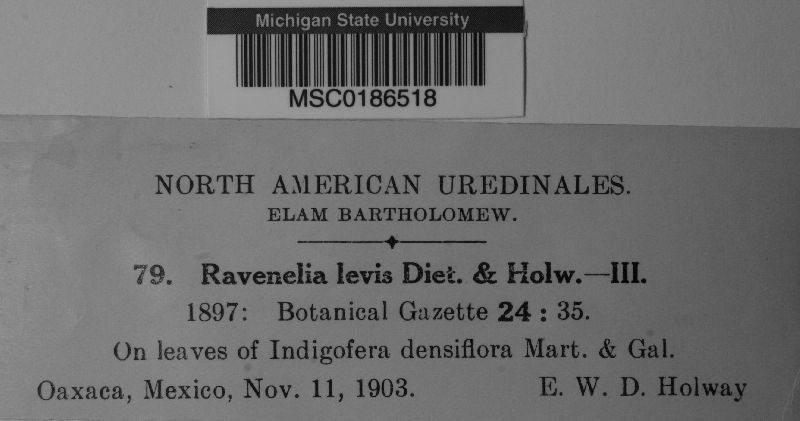 Michigan State University
MSC0186518
NORTH AMERICAN UREDINALES.
ELAM BARTHOLOMEW.
79. Ravenelia levis Diet. & Holw.—III.
1897: Botanical Gazette 24 : 35.
On leaves of Indigofera densiflora Mart. & Gal.
Oaxaca, Mexico, Nov. 11, 1903. E. W. D. Holway